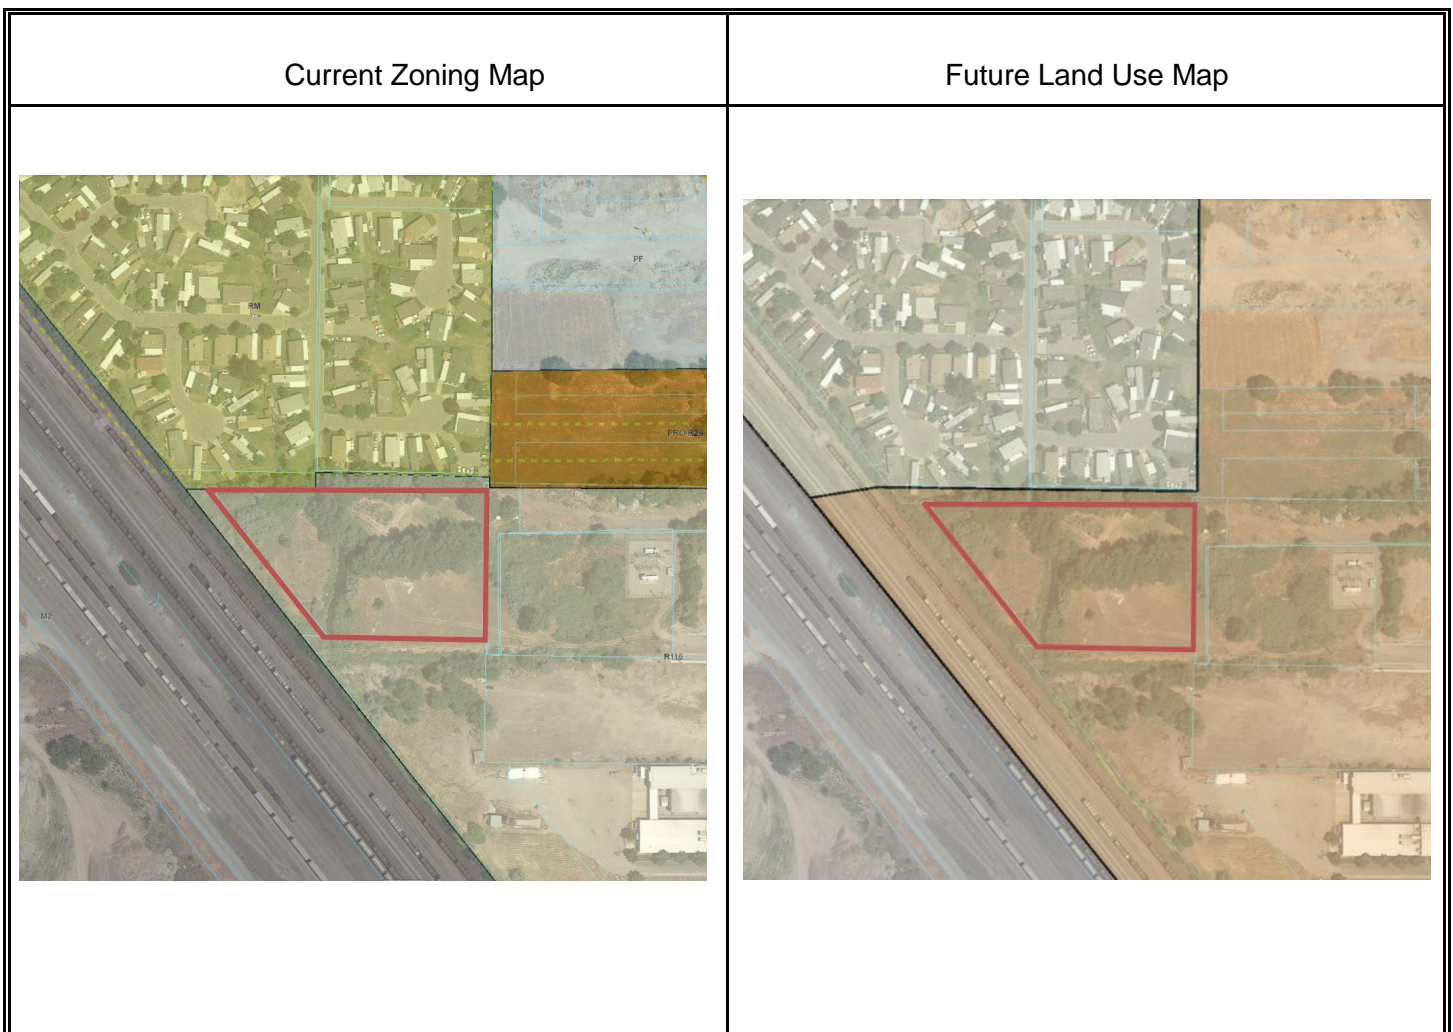 Current Zoning Map
Future Land Use Map
PF
RM
PRO-R20
M2
R110